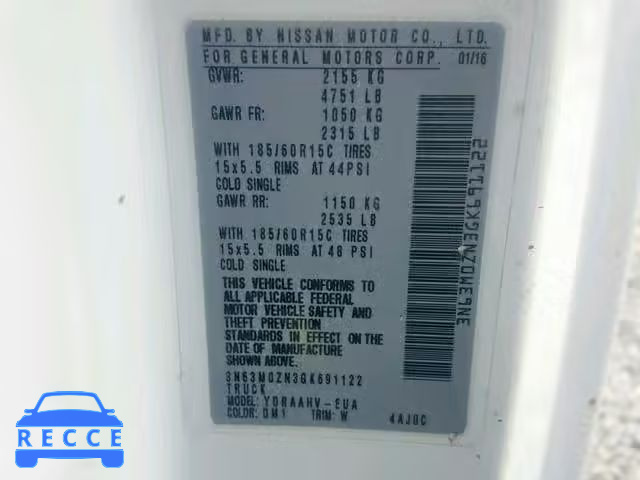 MFD. BY NISSAN MOTOR CO., LTD.
FOR GENERAL MOTORS CORP. 01/16
GVWR: 2155 KG
4751 LB
GAWR FR: 1050 KG
2315 LB
WITH 185/60R15C TIRES
15x5.5 RIMS AT 44PSI
COLD SINGLE
GAWR RR: 1150 KG
2535 LB
WITH 185/60R15C TIRES
15x5.5 RIMS AT 48 PSI
COLD SINGLE
THIS VEHICLE CONFORMS TO
ALL APPLICABLE FEDERAL
MOTOR VEHICLE SAFETY AND
THEFT PREVENTION
STANDARDS IN EFFECT ON THE
DATE OF MANUFACTURE
SHOWN ABOVE.
3N63M0ZN3GK691122
TRUCK
MODEL: YDRAAHV-EUA
COLOR: QM1 TRIM: W 4AJ0C
3N63M0ZN3GK691122
RECCE